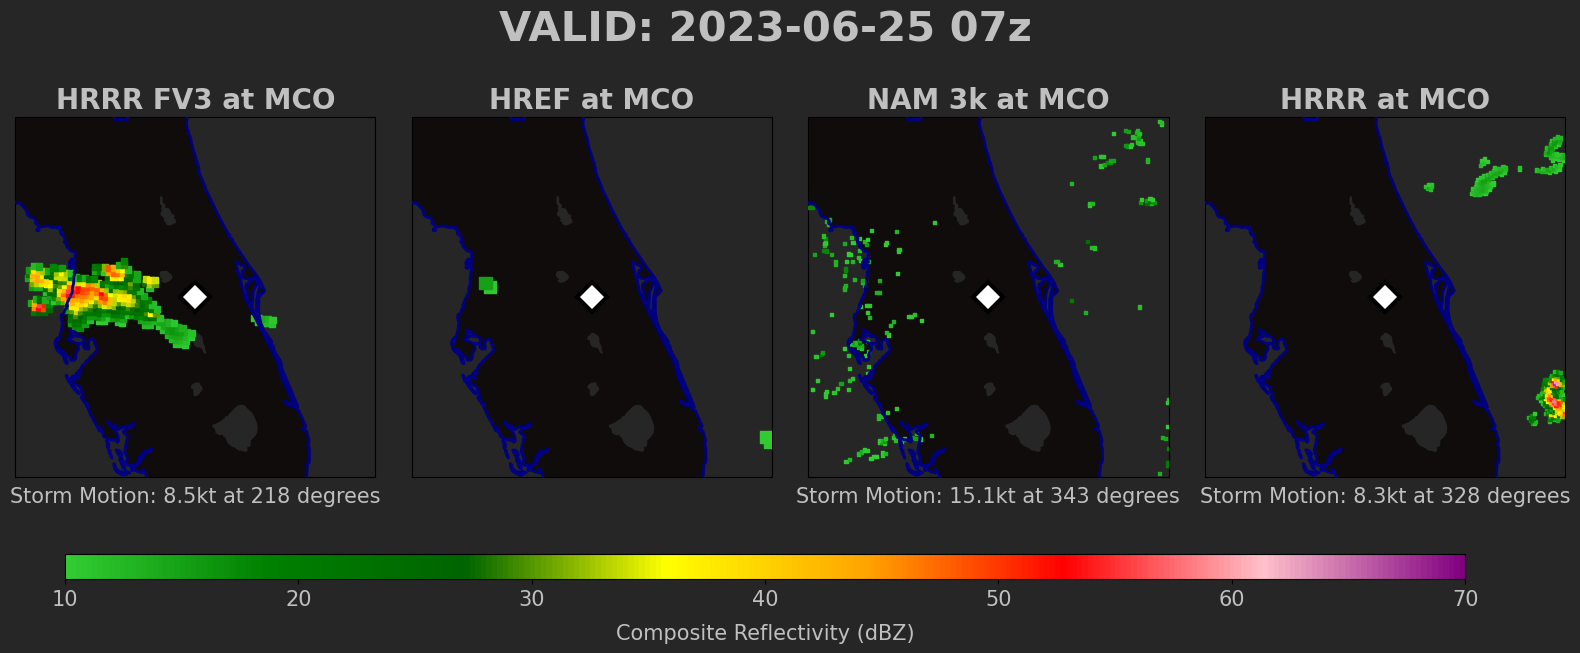 VALID: 2023-06-25 07z
HRRR FV3 at MCO
HREF at MCO
NAM 3k at MCO
HRRR at MCO
Storm Motion: 8.5kt at 218 degrees
Storm Motion: 15.1kt at 343 degrees
Storm Motion: 8.3kt at 328 degrees
10 20 30 40 50 60 70
Composite Reflectivity (dBZ)